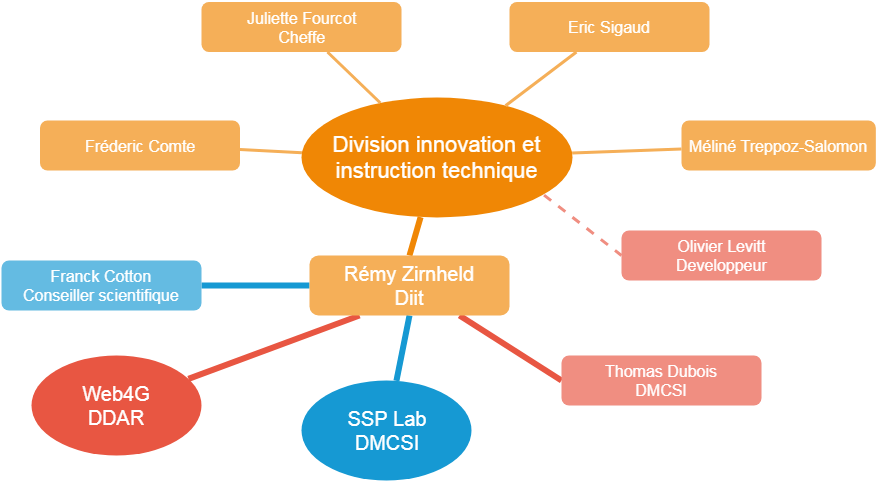 Juliette Fourcot
Cheffe
Eric Sigaud
Fréderic Comte
Division innovation et
instruction technique
Méliné Treppoz-Salomon
Olivier Levitt
Developpeur
Franck Cotton
Conseiller scientifique
Rémy Zirnheld
Diit
Web4G
DDAR
SSP Lab
DMCSI
Thomas Dubois
DMCSI